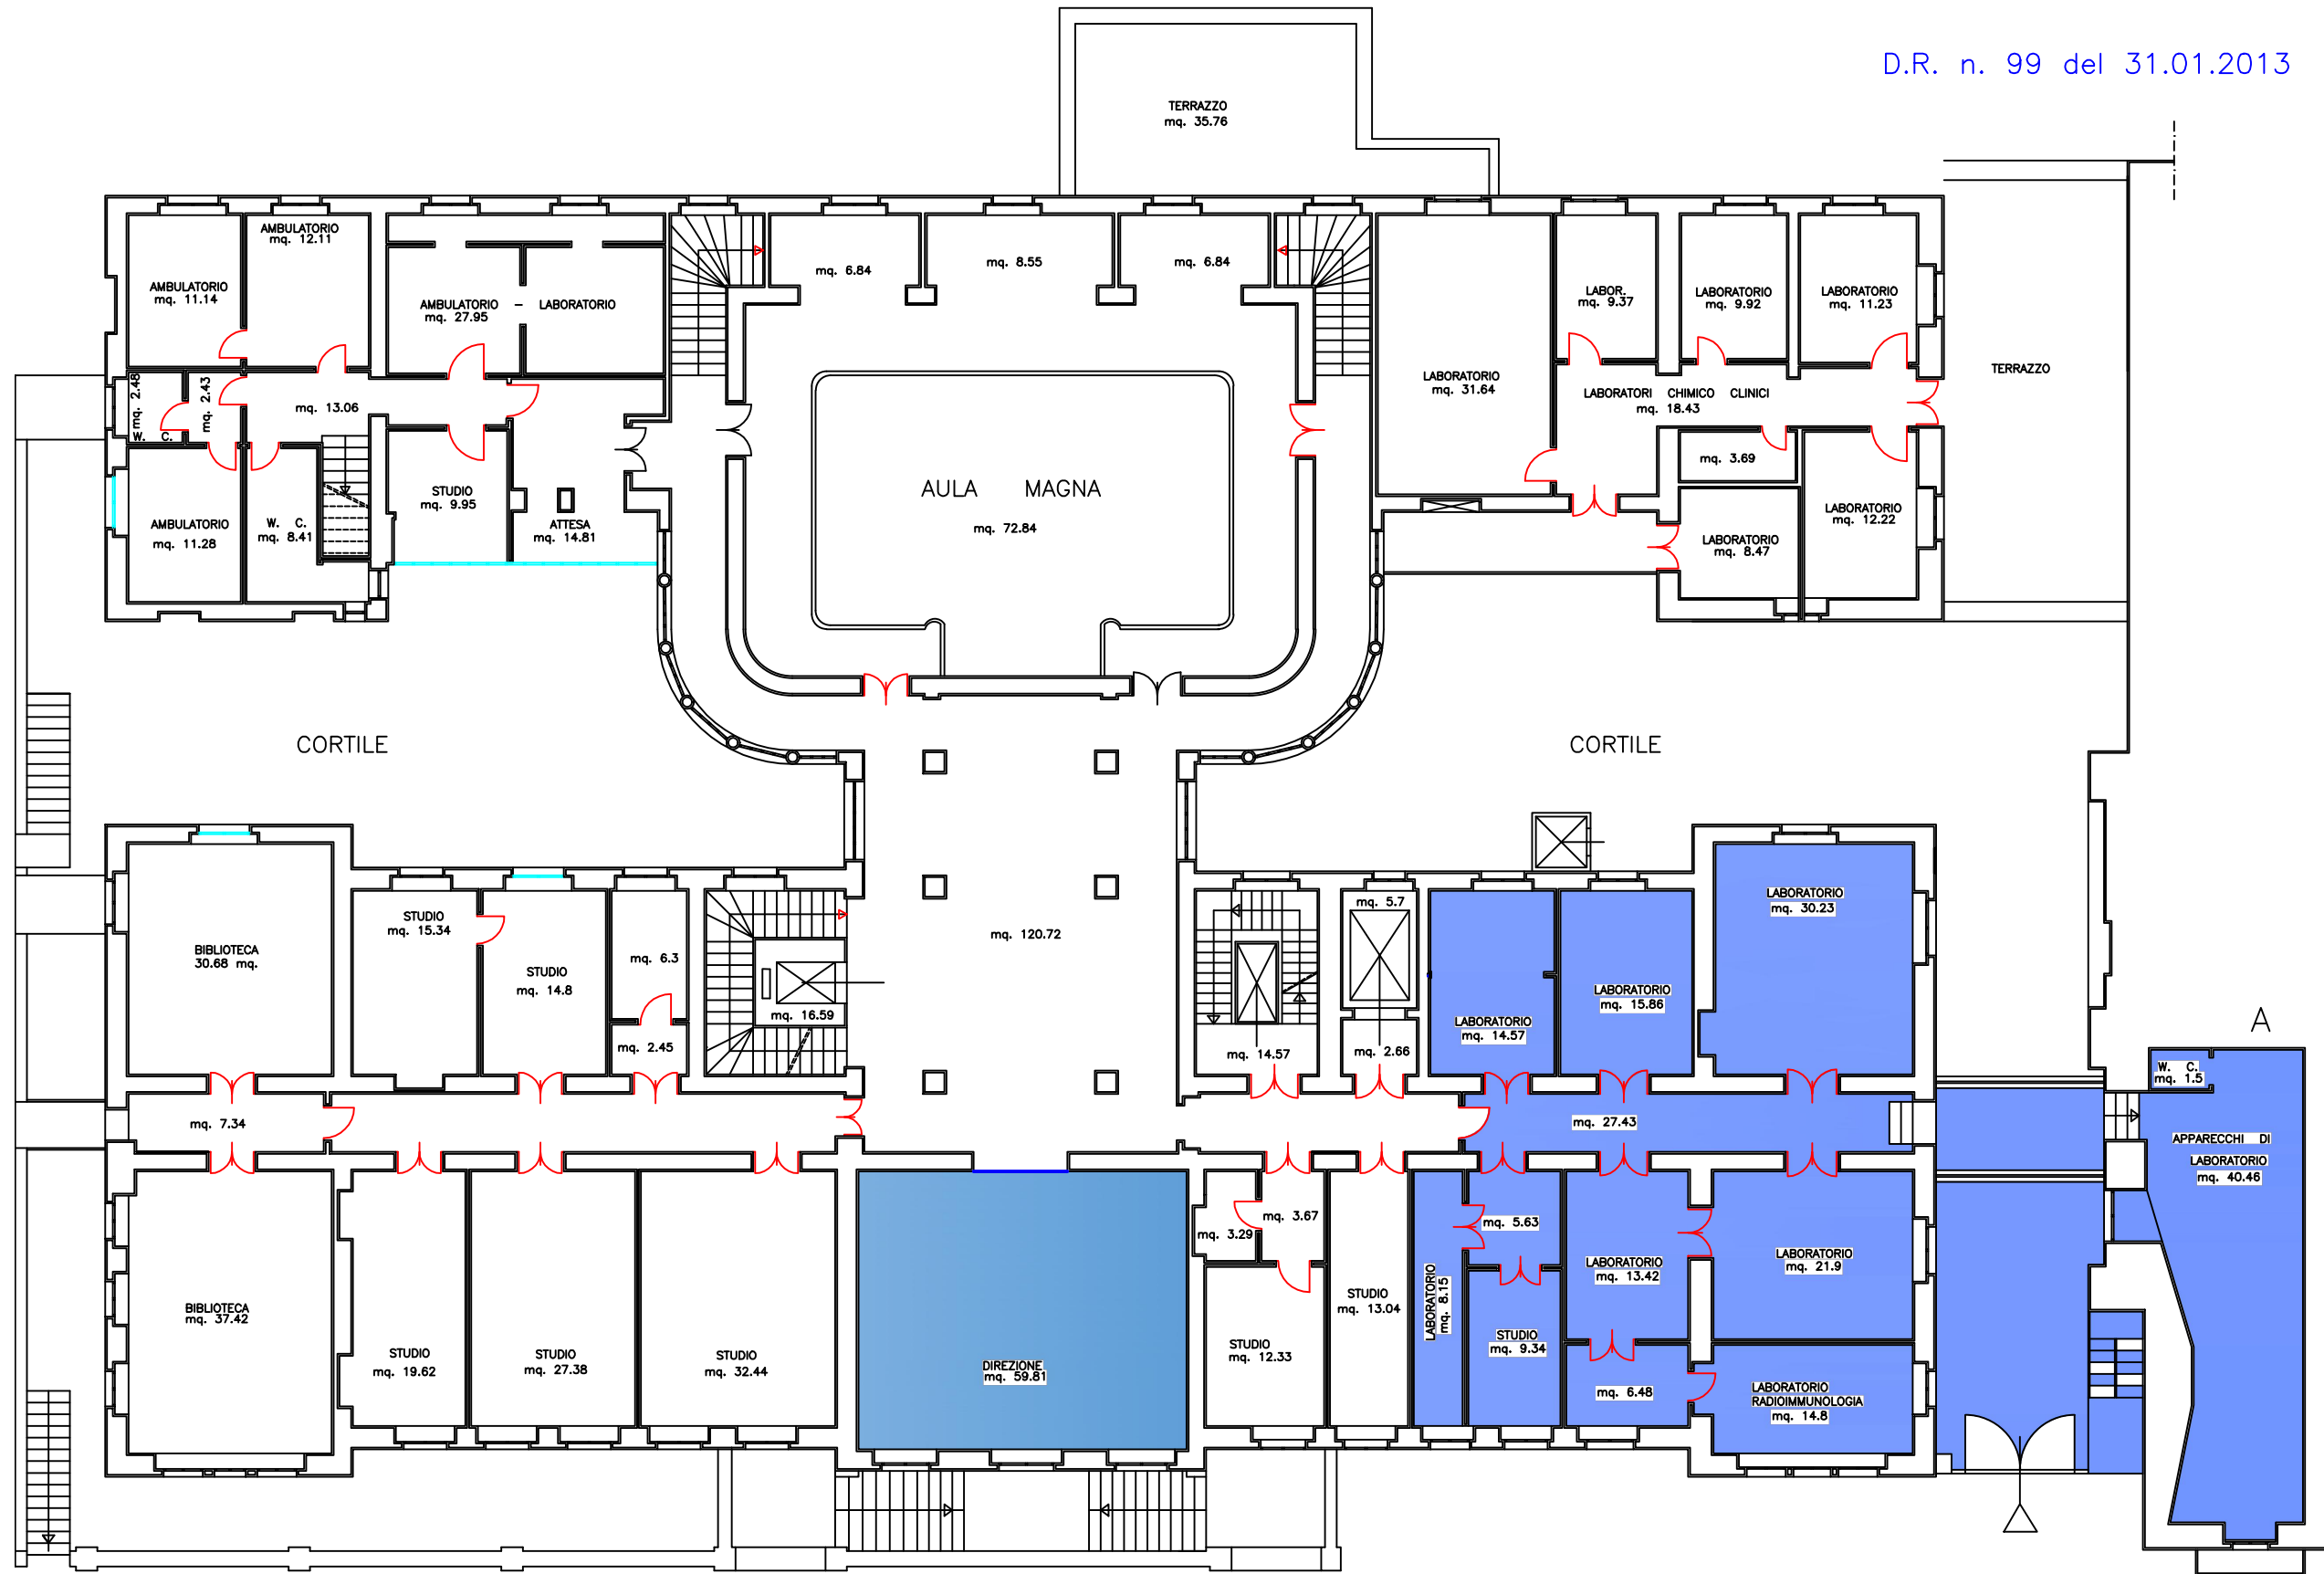 D.R. n. 99 del 31.01.2013
TERRAZZO
mq. 35.76
AMBULATORIO
mq. 12.11
AMBULATORIO
mq. 11.14
AMBULATORIO – LABORATORIO
mq. 27.95
mq. 6.84
mq. 8.55
mq. 6.84
LABOR.
mq. 9.37
LABORATORIO
mq. 9.92
LABORATORIO
mq. 11.23
TERRAZZO
LABORATORIO
mq. 31.64
LABORATORI CHIMICO CLINICI
mq. 18.43
mq. 2.48
W. C.
mq. 2.43
mq. 13.06
mq. 3.69
STUDIO
mq. 9.95
AULA MAGNA
mq. 72.84
AMBULATORIO
mq. 11.28
W. C.
mq. 8.41
ATTESA
mq. 14.81
LABORATORIO
mq. 12.22
LABORATORIO
mq. 8.47
CORTILE
CORTILE
LABORATORIO
mq. 30.23
mq. 5.7
STUDIO
mq. 15.34
BIBLIOTECA
30.68 mq.
mq. 6.3
mq. 120.72
STUDIO
mq. 14.8
LABORATORIO
mq. 15.86
mq. 16.59
LABORATORIO
mq. 14.57
A
mq. 2.45
mq. 14.57
mq. 2.66
W. C.
mq. 1.5
mq. 7.34
mq. 27.43
APPARECCHI DI
LABORATORIO
mq. 40.46
mq. 3.29
mq. 3.67
mq. 5.63
LABORATORIO
mq. 21.9
LABORATORIO
mq. 13.42
BIBLIOTECA
mq. 37.42
STUDIO
mq. 13.04
LABORATORIO
mq. 8.15
STUDIO
mq. 9.34
STUDIO
mq. 19.62
STUDIO
mq. 27.38
STUDIO
mq. 32.44
DIREZIONE
mq. 59.81
STUDIO
mq. 12.33
mq. 6.48
LABORATORIO
RADIOIMMUNOLOGIA
mq. 14.8